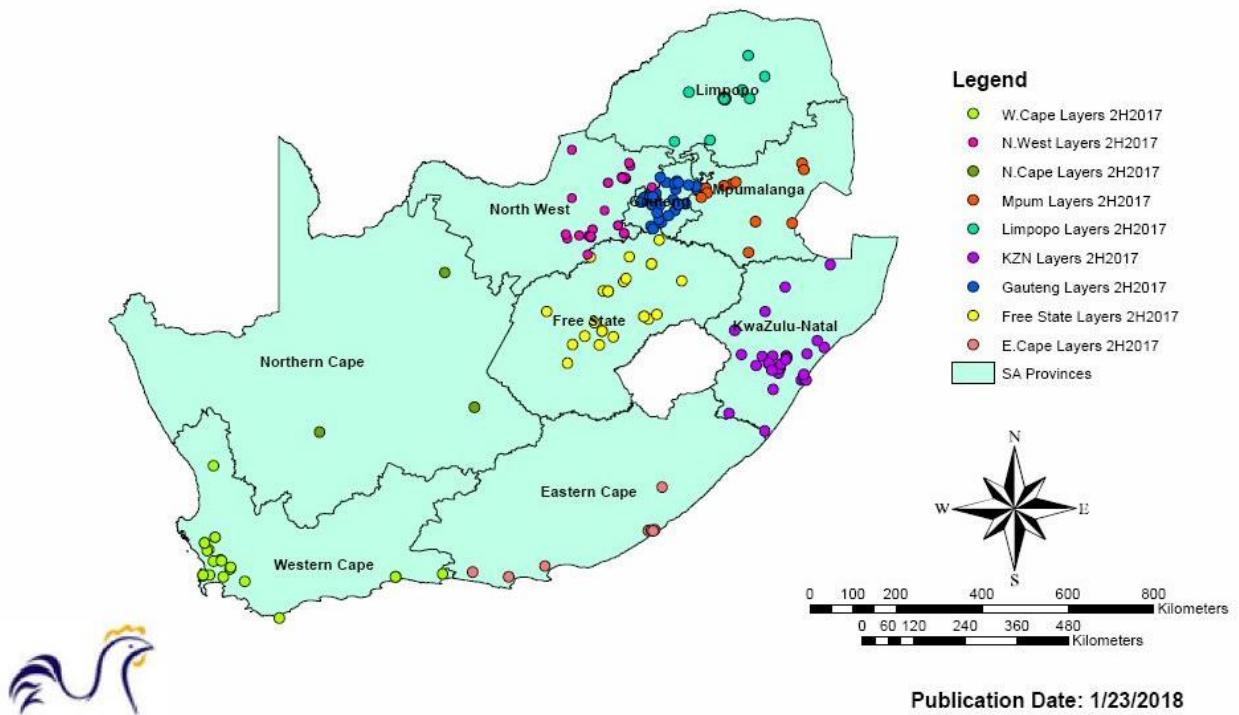 Limpopo
Mpumalanga
Gauteng
North West
Free State
KwaZulu-Natal
Northern Cape
Eastern Cape
Western Cape
Legend
W.Cape Layers 2H2017
N.West Layers 2H2017
N.Cape Layers 2H2017
Mpum Layers 2H2017
Limpopo Layers 2H2017
KZN Layers 2H2017
Gauteng Layers 2H2017
Free State Layers 2H2017
E.Cape Layers 2H2017
SA Provinces
N
W E
S
0 100 200 400 600 800
Kilometers
0 60 120 240 360 480
Kilometers
Publication Date: 1/23/2018